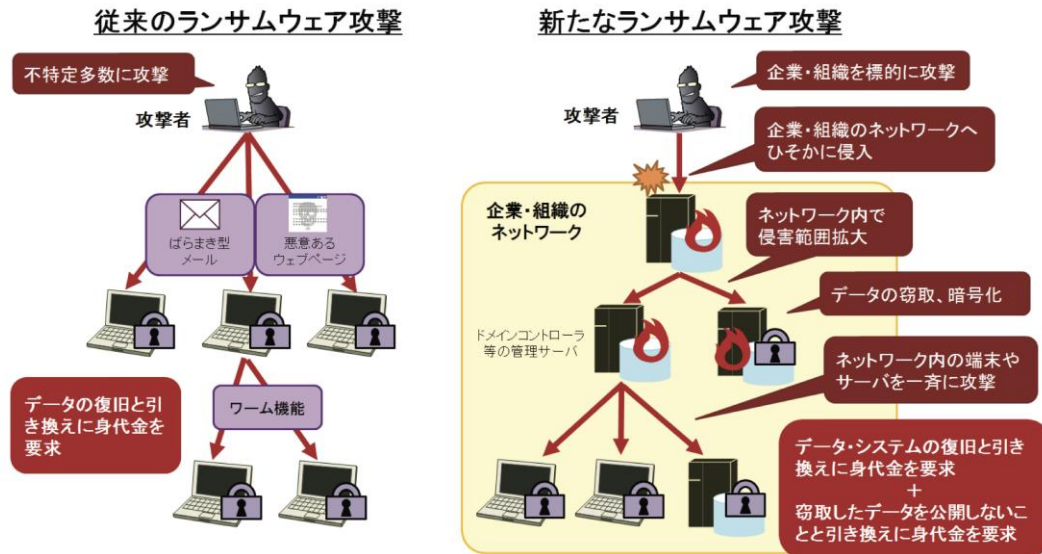 従来のランサムウェア攻撃
不特定多数に攻撃
攻撃者
ばらまき型
メール
悪意ある
ウェブページ
データの復旧と引
き換えに身代金を
要求
ワーム機能
新たなランサムウェア攻撃
企業・組織を標的に攻撃
攻撃者
企業・組織のネットワークへ
ひそかに侵入
企業・組織の
ネットワーク
ネットワーク内で
侵害範囲拡大
データの窃取、暗号化
ドメインコントローラ
等の管理サーバ
ネットワーク内の端末や
サーバを一斉に攻撃
データ・システムの復旧と引き
換えに身代金を要求
＋
窃取したデータを公開しないこ
とと引き換えに身代金を要求